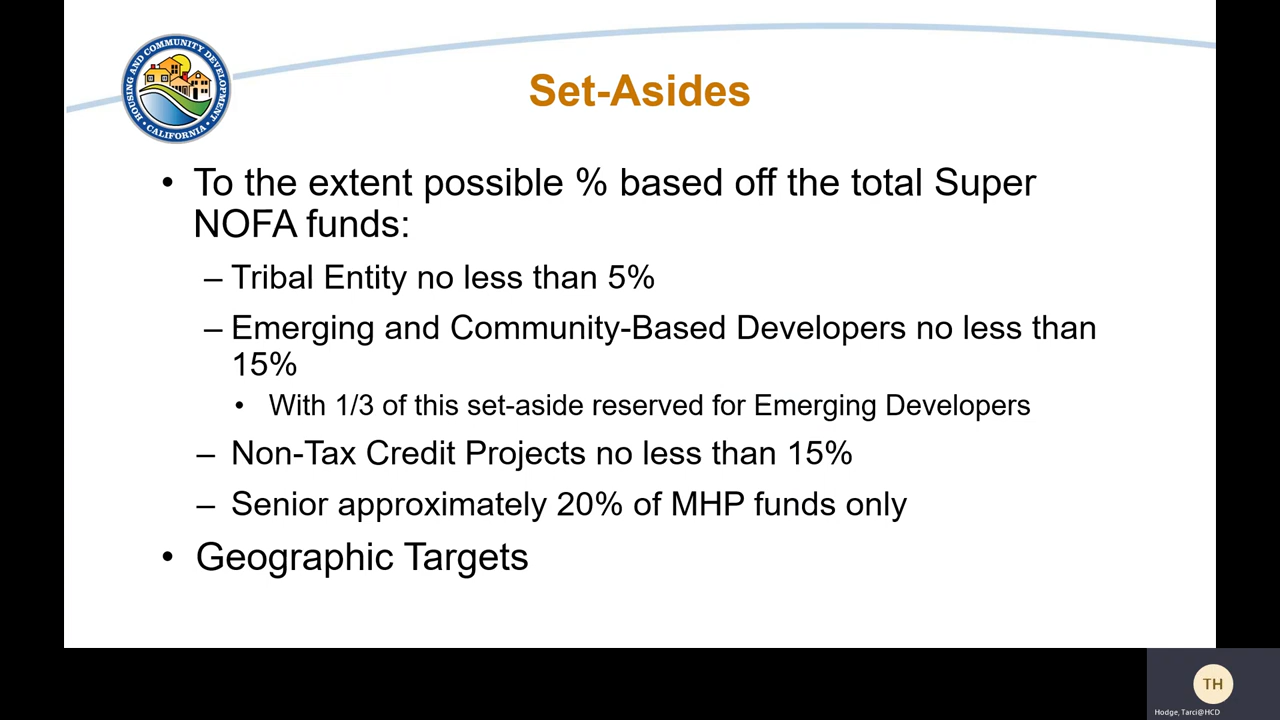 HOUSING AND COMMUNITY DEVELOPMENT
• CALIFORNIA •
Set-Asides
• To the extent possible % based off the total Super
NOFA funds:
– Tribal Entity no less than 5%
– Emerging and Community-Based Developers no less than
15%
• With 1/3 of this set-aside reserved for Emerging Developers
– Non-Tax Credit Projects no less than 15%
– Senior approximately 20% of MHP funds only
• Geographic Targets
TH
Hodge, Tarci@HCD